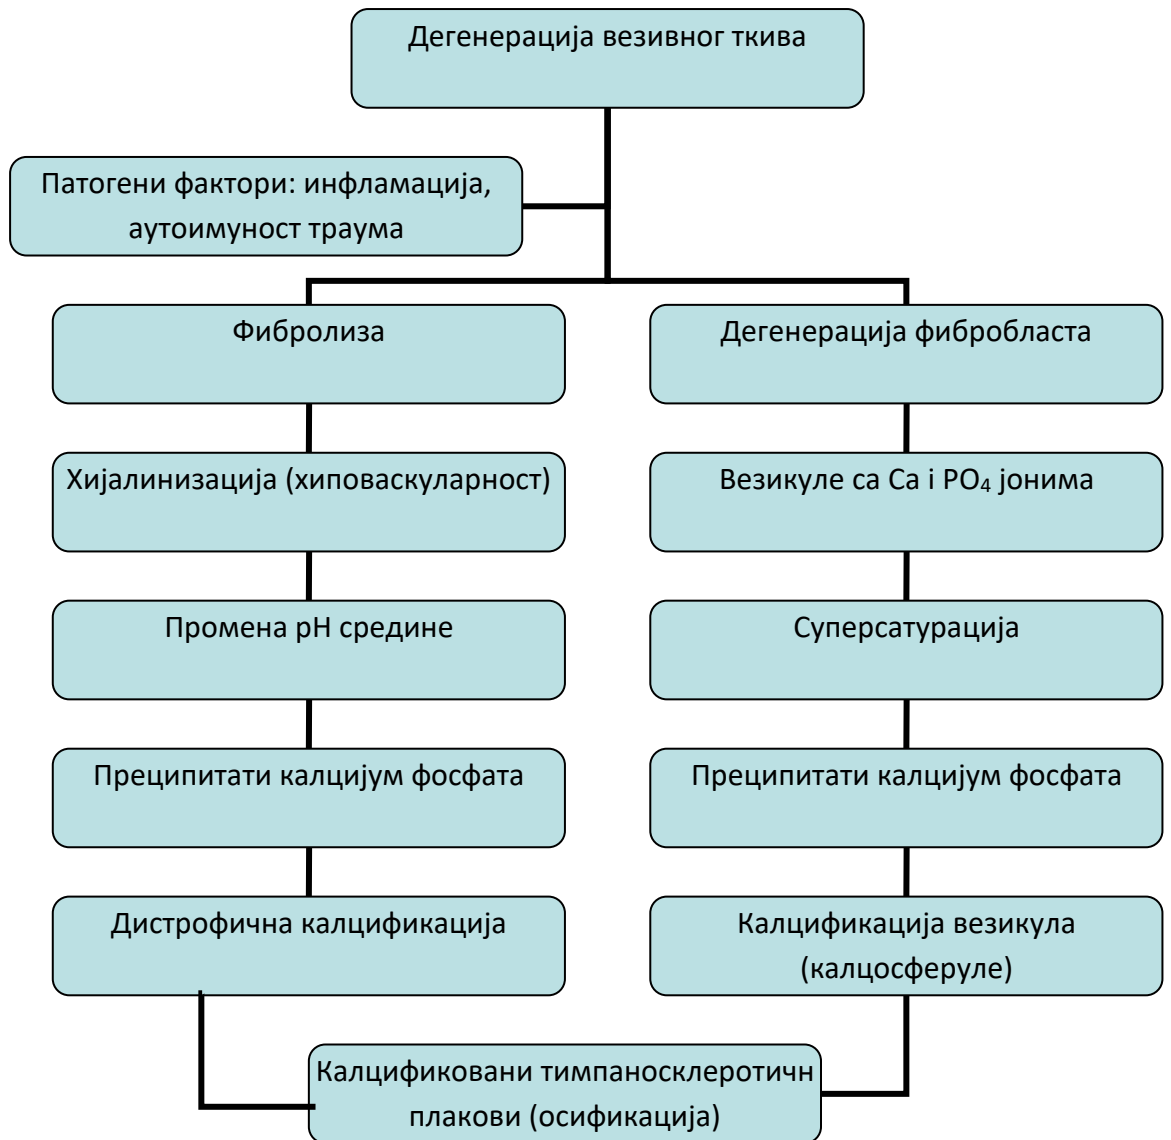 Дегенерација везивног ткива
Патогени фактори: инфламација,
аутоимуност траума
Фибролиза
Дегенерација фибробласта
Хијалинизација (хиповаскуларност)
Везикуле са Ca i PO₄ јонима
Промена pH средине
Суперсатурација
Преципитати калцијум фосфата
Преципитати калцијум фосфата
Дистрофична калцификација
Калцификација везикула
(калцосферуле)
Калцификовани тимпаносклеротичн
плакови (осификација)